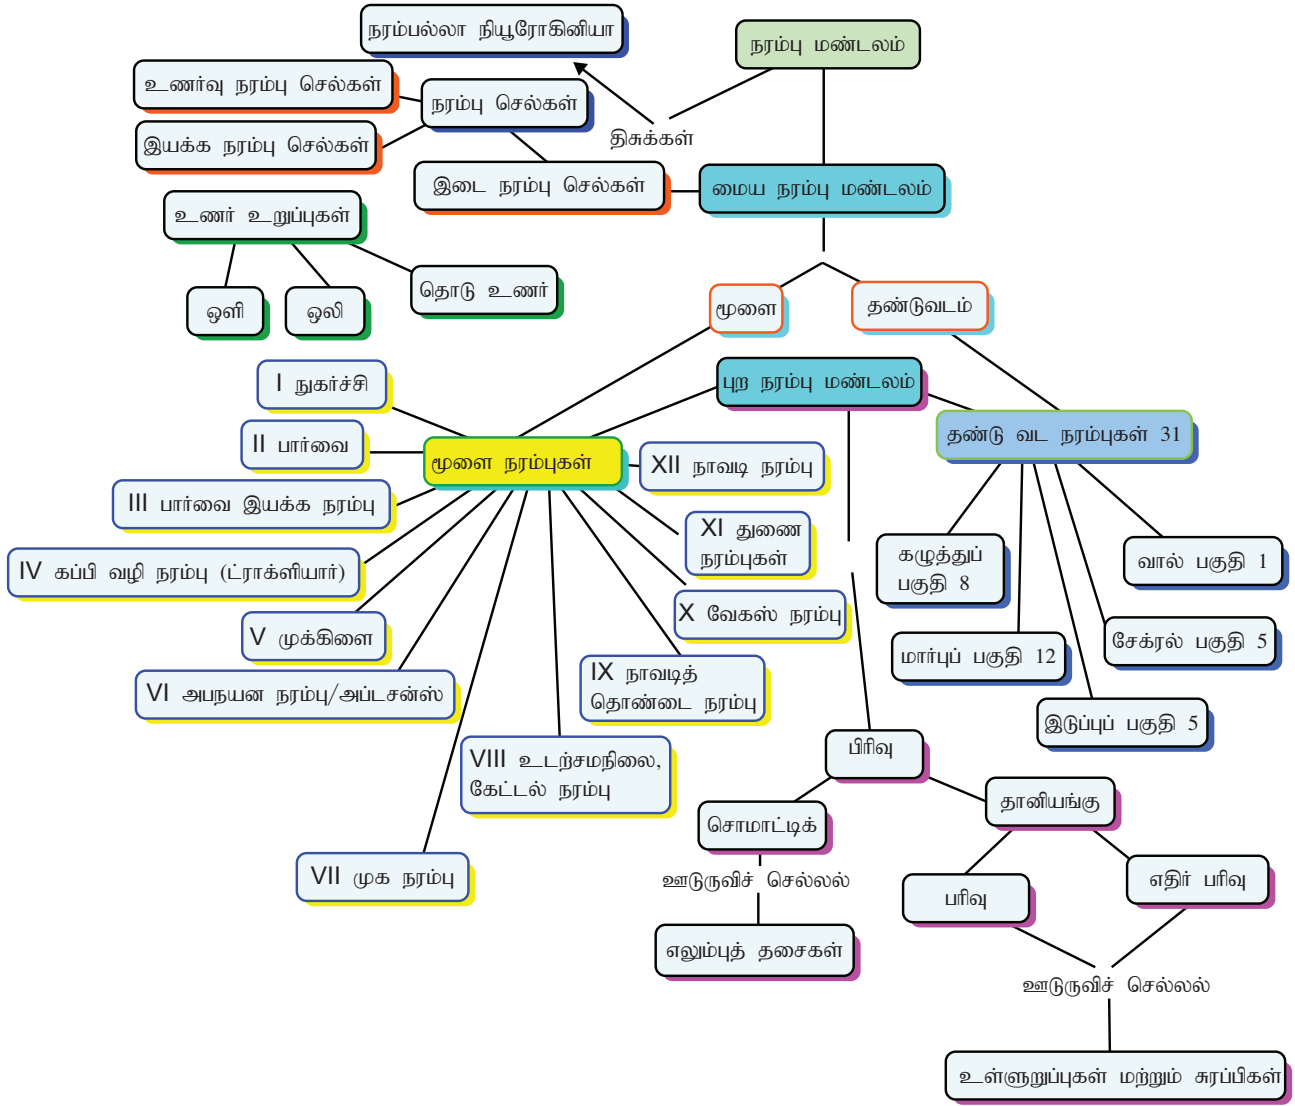 நரம்பல்லா நியூரோகினியா
நரம்பு மண்டலம்
உணர்வு நரம்பு செல்கள்
நரம்பு செல்கள்
இயக்க நரம்பு செல்கள்
திசுக்கள்
இடை நரம்பு செல்கள்
மைய நரம்பு மண்டலம்
உணர் உறுப்புகள்
தொடு உணர்
ஒளி
ஒலி
மூளை
தண்டுவடம்
I நுகர்ச்சி
புற நரம்பு மண்டலம்
II பார்வை
மூளை நரம்புகள்
XII நாவடி நரம்பு
தண்டு வட நரம்புகள் 31
III பார்வை இயக்க நரம்பு
XI துணை
நரம்புகள்
IV கப்பி வழி நரம்பு (ட்ராக்ளியார்)
கழுத்துப்
பகுதி 8
வால் பகுதி 1
X வேகஸ் நரம்பு
V முக்கிளை
மார்புப் பகுதி 12
சேக்ரல் பகுதி 5
VI அபநயன நரம்பு/அப்டசன்ஸ்
IX நாவடித்
தொண்டை நரம்பு
இடுப்புப் பகுதி 5
VIII உடற்சமநிலை,
கேட்டல் நரம்பு
பிரிவு
தானியங்கு
சொமாட்டிக்
VII முக நரம்பு
ஊடுருவிச் செல்லல்
பரிவு
எதிர் பரிவு
எலும்புத் தசைகள்
ஊடுருவிச் செல்லல்
உள்ளுறுப்புகள் மற்றும் சுரப்பிகள்